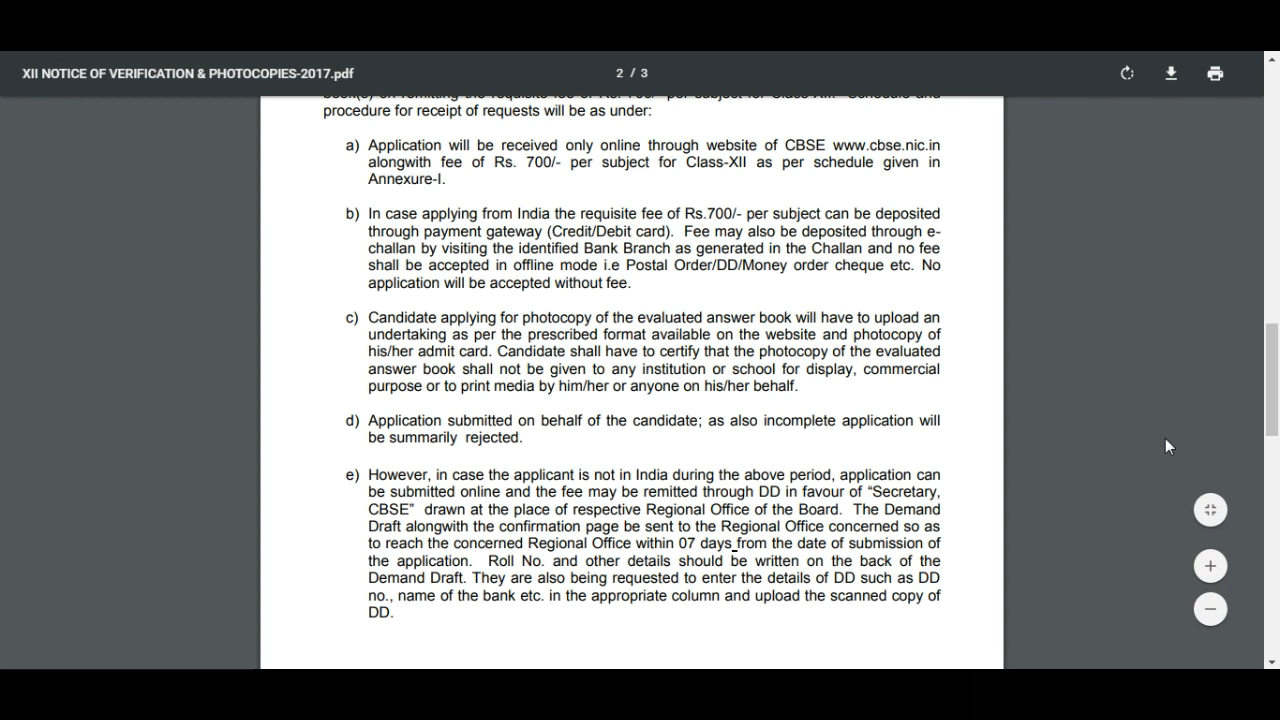 XII NOTICE OF VERIFICATION & PHOTOCOPIES-2017.pdf
2 / 3
book(s) on remitting the requisite fee of Rs. 700/- per subject for Class-XII. Schedule and
procedure for receipt of requests will be as under:
a) Application will be received only online through website of CBSE www.cbse.nic.in
alongwith fee of Rs. 700/- per subject for Class-XII as per schedule given in
Annexure-I.
b) In case applying from India the requisite fee of Rs.700/- per subject can be deposited
through payment gateway (Credit/Debit card). Fee may also be deposited through e-
challan by visiting the identified Bank Branch as generated in the Challan and no fee
shall be accepted in offline mode i.e Postal Order/DD/Money order cheque etc. No
application will be accepted without fee.
c) Candidate applying for photocopy of the evaluated answer book will have to upload an
undertaking as per the prescribed format available on the website and photocopy of
his/her admit card. Candidate shall have to certify that the photocopy of the evaluated
answer book shall not be given to any institution or school for display, commercial
purpose or to print media by him/her or anyone on his/her behalf.
d) Application submitted on behalf of the candidate; as also incomplete application will
be summarily rejected.
e) However, in case the applicant is not in India during the above period, application can
be submitted online and the fee may be remitted through DD in favour of “Secretary,
CBSE” drawn at the place of respective Regional Office of the Board. The Demand
Draft alongwith the confirmation page be sent to the Regional Office concerned so as
to reach the concerned Regional Office within 07 days from the date of submission of
the application. Roll No. and other details should be written on the back of the
Demand Draft. They are also being requested to enter the details of DD such as DD
no., name of the bank etc. in the appropriate column and upload the scanned copy of
DD.